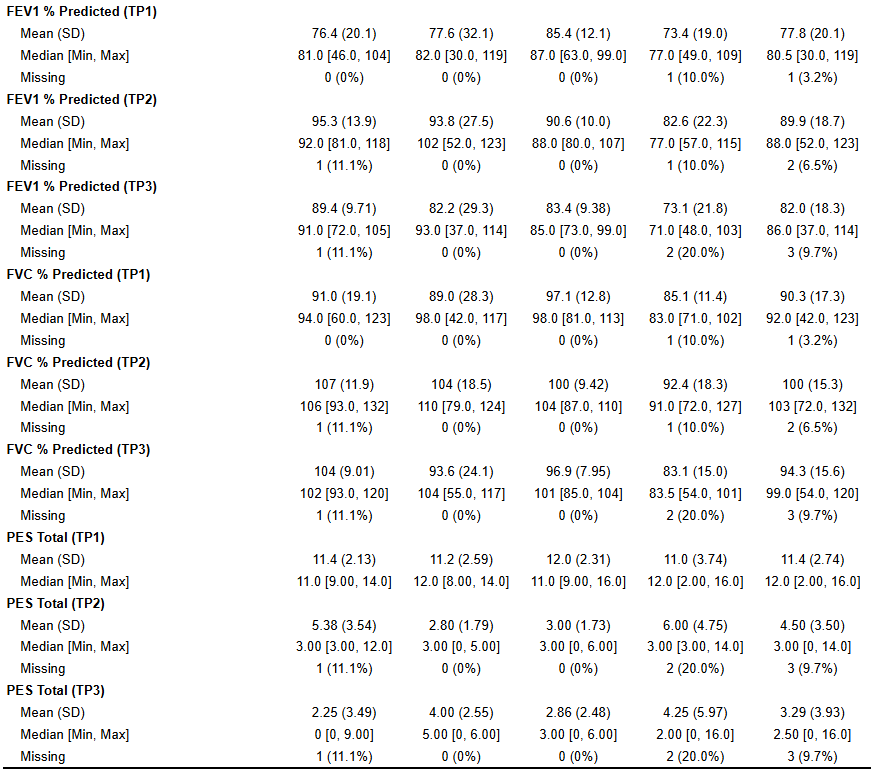 FEV1 % Predicted (TP1)
Mean (SD) 76.4 (20.1) 77.6 (32.1) 85.4 (12.1) 73.4 (19.0) 77.8 (20.1)
Median [Min, Max] 81.0 [46.0, 104] 82.0 [30.0, 119] 87.0 [63.0, 99.0] 77.0 [49.0, 109] 80.5 [30.0, 119]
Missing 0 (0%) 0 (0%) 0 (0%) 1 (10.0%) 1 (3.2%)
FEV1 % Predicted (TP2)
Mean (SD) 95.3 (13.9) 93.8 (27.5) 90.6 (10.0) 82.6 (22.3) 89.9 (18.7)
Median [Min, Max] 92.0 [81.0, 118] 102 [52.0, 123] 88.0 [80.0, 107] 77.0 [57.0, 115] 88.0 [52.0, 123]
Missing 1 (11.1%) 0 (0%) 0 (0%) 1 (10.0%) 2 (6.5%)
FEV1 % Predicted (TP3)
Mean (SD) 89.4 (9.71) 82.2 (29.3) 83.4 (9.38) 73.1 (21.8) 82.0 (18.3)
Median [Min, Max] 91.0 [72.0, 105] 93.0 [37.0, 114] 85.0 [73.0, 99.0] 71.0 [48.0, 103] 86.0 [37.0, 114]
Missing 1 (11.1%) 0 (0%) 0 (0%) 2 (20.0%) 3 (9.7%)
FVC % Predicted (TP1)
Mean (SD) 91.0 (19.1) 89.0 (28.3) 97.1 (12.8) 85.1 (11.4) 90.3 (17.3)
Median [Min, Max] 94.0 [60.0, 123] 98.0 [42.0, 117] 98.0 [81.0, 113] 83.0 [71.0, 102] 92.0 [42.0, 123]
Missing 0 (0%) 0 (0%) 0 (0%) 1 (10.0%) 1 (3.2%)
FVC % Predicted (TP2)
Mean (SD) 107 (11.9) 104 (18.5) 100 (9.42) 92.4 (18.3) 100 (15.3)
Median [Min, Max] 106 [93.0, 132] 110 [79.0, 124] 104 [87.0, 110] 91.0 [72.0, 127] 103 [72.0, 132]
Missing 1 (11.1%) 0 (0%) 0 (0%) 1 (10.0%) 2 (6.5%)
FVC % Predicted (TP3)
Mean (SD) 104 (9.01) 93.6 (24.1) 96.9 (7.95) 83.1 (15.0) 94.3 (15.6)
Median [Min, Max] 102 [93.0, 120] 104 [55.0, 117] 101 [85.0, 104] 83.5 [54.0, 101] 99.0 [54.0, 120]
Missing 1 (11.1%) 0 (0%) 0 (0%) 2 (20.0%) 3 (9.7%)
PES Total (TP1)
Mean (SD) 11.4 (2.13) 11.2 (2.59) 12.0 (2.31) 11.0 (3.74) 11.4 (2.74)
Median [Min, Max] 11.0 [9.00, 14.0] 12.0 [8.00, 14.0] 11.0 [9.00, 16.0] 12.0 [2.00, 16.0] 12.0 [2.00, 16.0]
PES Total (TP2)
Mean (SD) 5.38 (3.54) 2.80 (1.79) 3.00 (1.73) 6.00 (4.75) 4.50 (3.50)
Median [Min, Max] 3.00 [3.00, 12.0] 3.00 [0, 5.00] 3.00 [0, 6.00] 3.00 [3.00, 14.0] 3.00 [0, 14.0]
Missing 1 (11.1%) 0 (0%) 0 (0%) 2 (20.0%) 3 (9.7%)
PES Total (TP3)
Mean (SD) 2.25 (3.49) 4.00 (2.55) 2.86 (2.48) 4.25 (5.97) 3.29 (3.93)
Median [Min, Max] 0 [0, 9.00] 5.00 [0, 6.00] 3.00 [0, 6.00] 2.00 [0, 16.0] 2.50 [0, 16.0]
Missing 1 (11.1%) 0 (0%) 0 (0%) 2 (20.0%) 3 (9.7%)